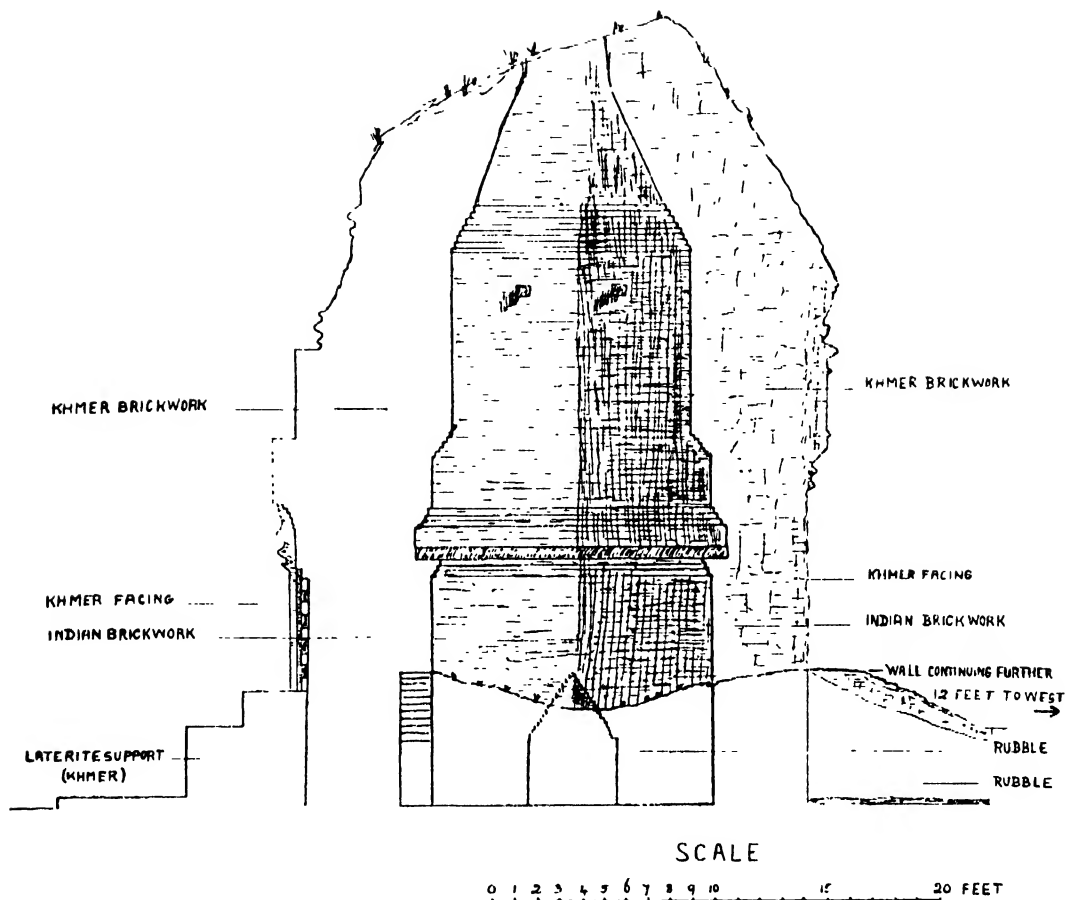 KHMER BRICKWORK
KHMER BRICKWORK
KHMER FACING
KHMER FACING
INDIAN BRICKWORK
INDIAN BRICKWORK
WALL CONTINUING FURTHER
12 FEET TO WEST
LATERITE SUPPORT
(KHMER)
RUBBLE
RUBBLE
SCALE
0 1 2 3 4 5 6 7 8 9 10 15 20 FEET